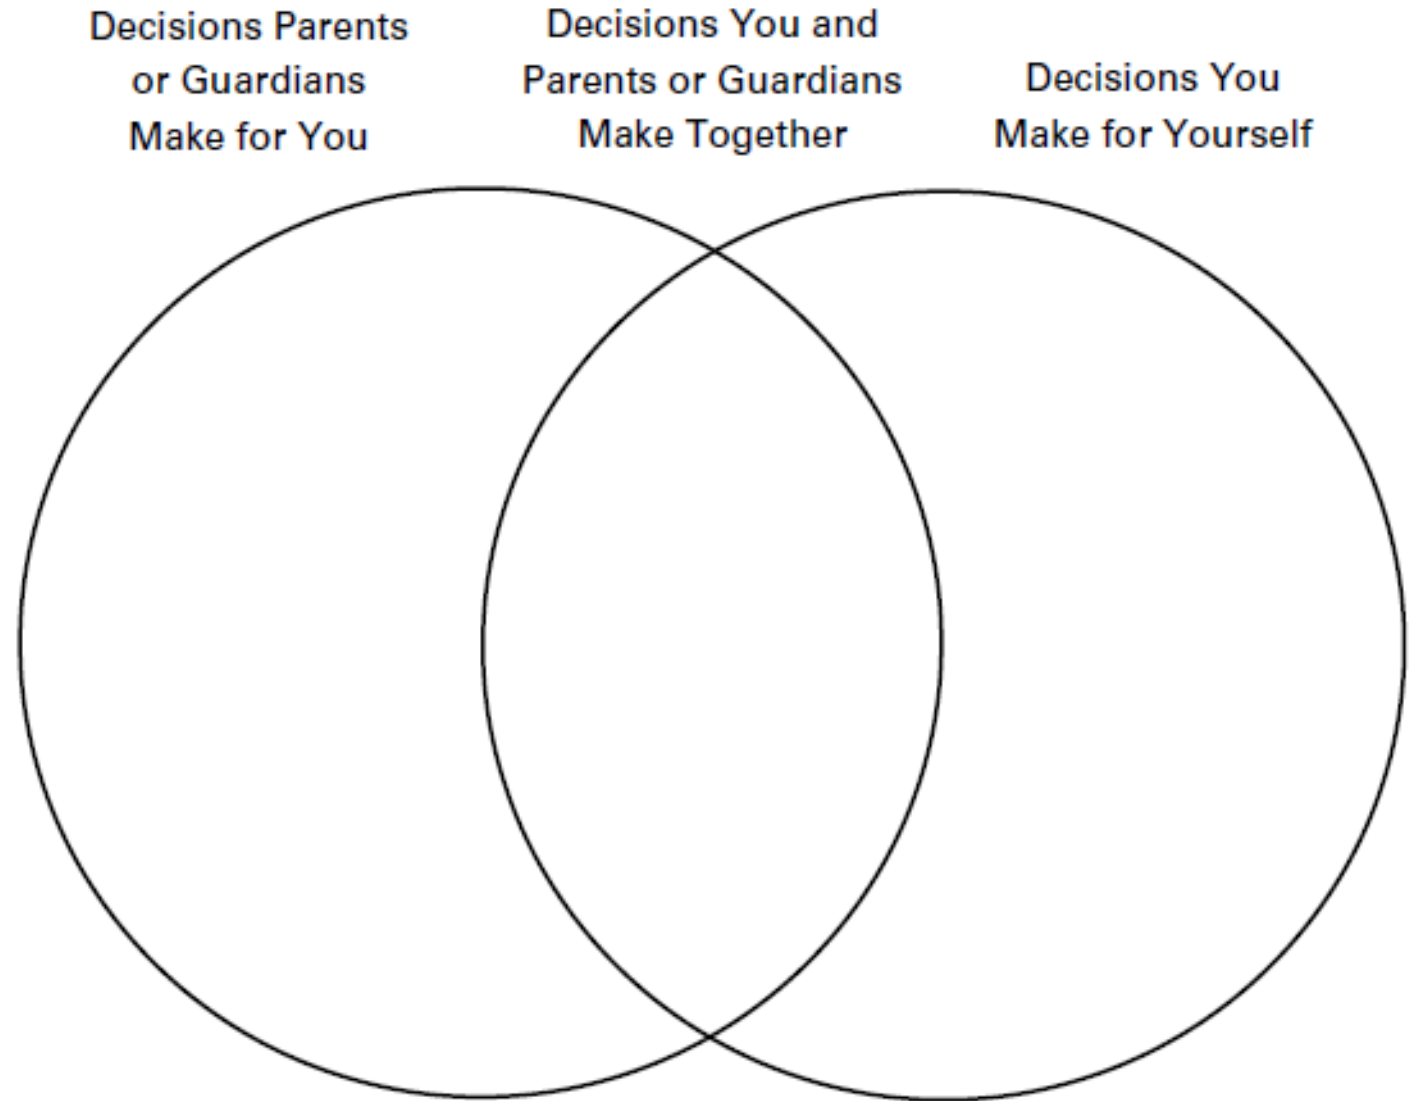 Decisions Parents
or Guardians
Make for You
Decisions You and
Parents or Guardians
Make Together
Decisions You
Make for Yourself